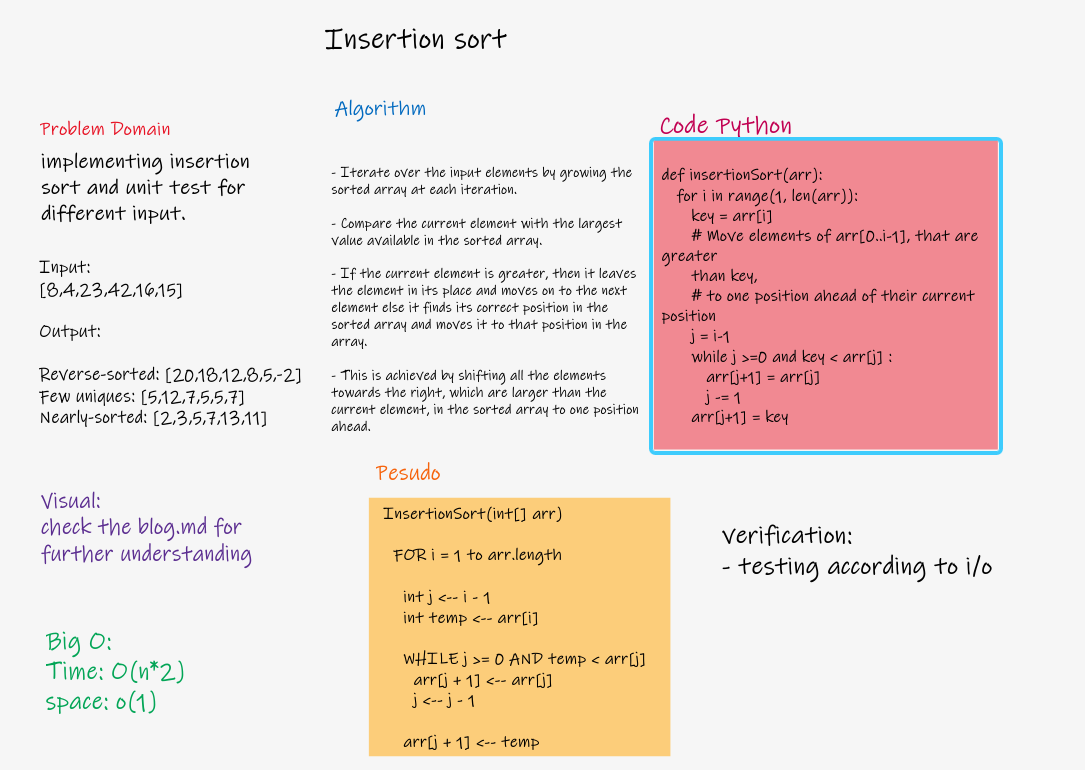 Insertion sort
Problem Domain
implementing insertion
sort and unit test for
different input.
Input:
[8,4,23,42,16,15]
Output:
Reverse-sorted: [20,18,12,8,5,-2]
Few uniques: [5,12,7,5,5,7]
Nearly-sorted: [2,3,5,7,13,11]
Visual:
check the blog.md for
further understanding
Big O:
Time: O(n*2)
space: o(1)
Algorithm
- Iterate over the input elements by growing the
sorted array at each iteration.
- Compare the current element with the largest
value available in the sorted array.
- If the current element is greater, then it leaves
the element in its place and moves on to the next
element else it finds its correct position in the
sorted array and moves it to that position in the
array.
- This is achieved by shifting all the elements
towards the right, which are larger than the
current element, in the sorted array to one position
ahead.
Pesudo
InsertionSort(int[] arr)
FOR i = 1 to arr.length
int j <-- i - 1
int temp <-- arr[i]
WHILE j >= 0 AND temp < arr[j]
arr[j + 1] <-- arr[j]
j <-- j - 1
arr[j + 1] <-- temp
Code Python
def insertionSort(arr):
for i in range(1, len(arr)):
key = arr[i]
# Move elements of arr[0..i-1], that are
greater
than key,
# to one position ahead of their current
position
j = i-1
while j >=0 and key < arr[j] :
arr[j+1] = arr[j]
j -= 1
arr[j+1] = key
Verification:
- testing according to i/o